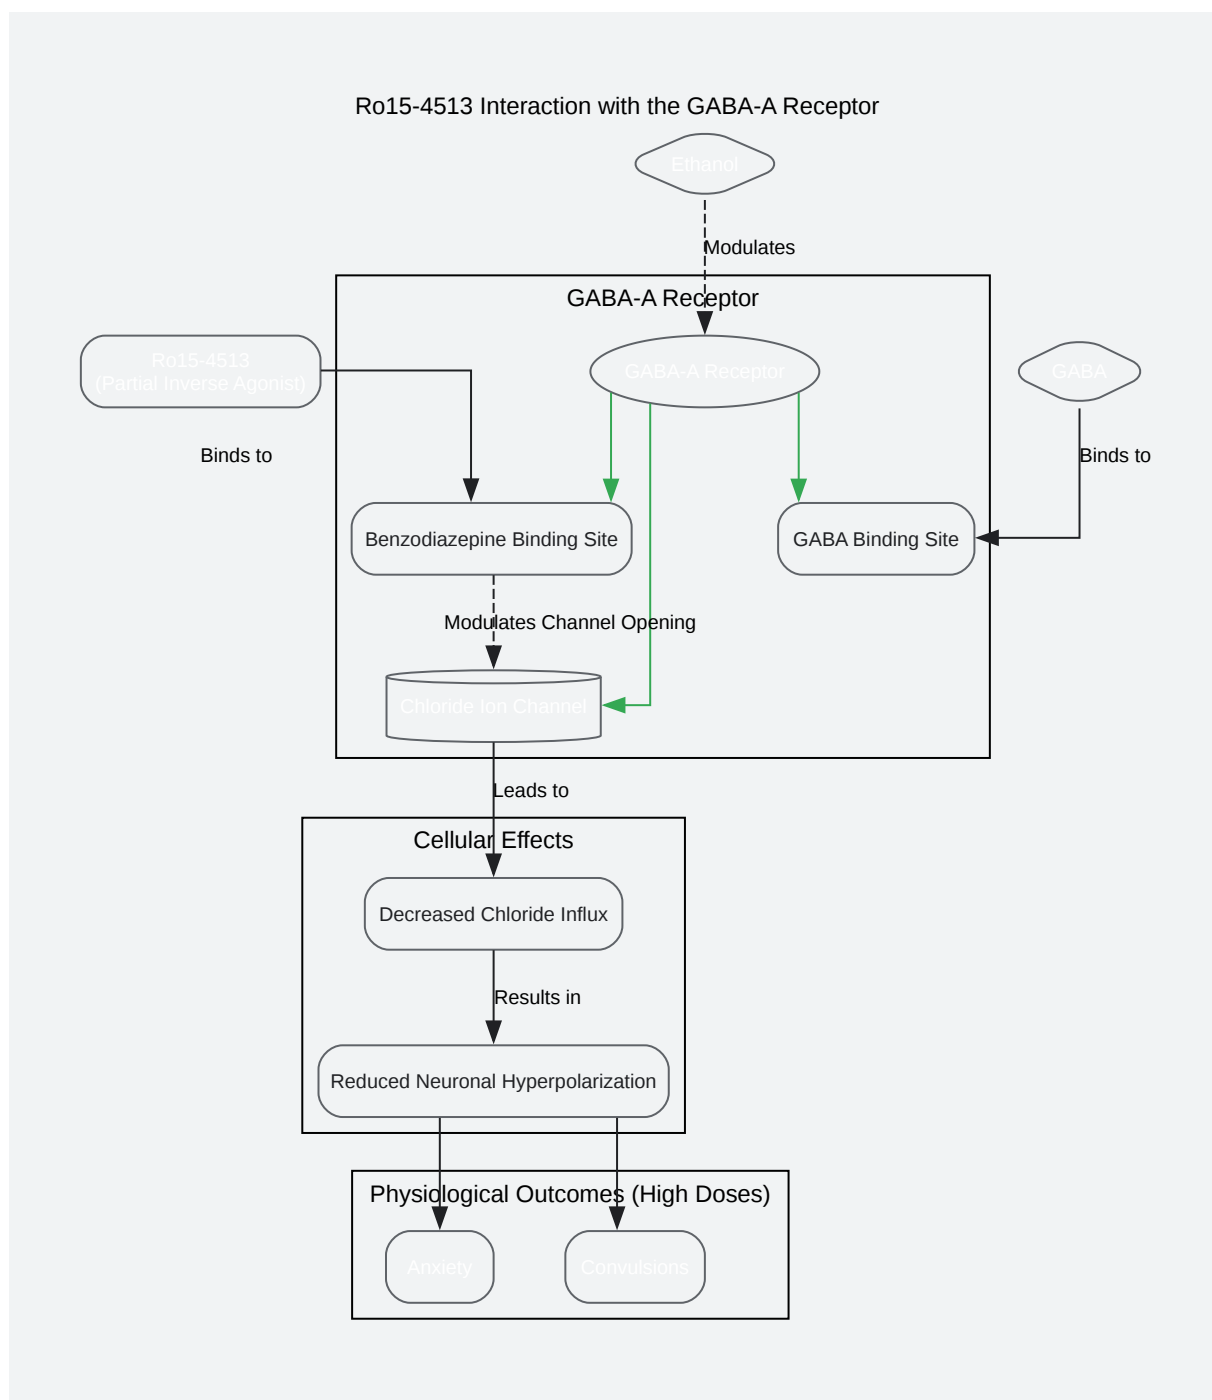 Ro15-4513 Interaction with the GABA-A Receptor
Ethanol
Modulates
GABA-A Receptor
Ro15-4513
(Partial Inverse Agonist)
GABA-A Receptor
GABA
Binds to
Binds to
Benzodiazepine Binding Site
GABA Binding Site
Modulates Channel Opening
Chloride Ion Channel
Leads to
Cellular Effects
Decreased Chloride Influx
Results in
Reduced Neuronal Hyperpolarization
Physiological Outcomes (High Doses)
Anxiety
Convulsions